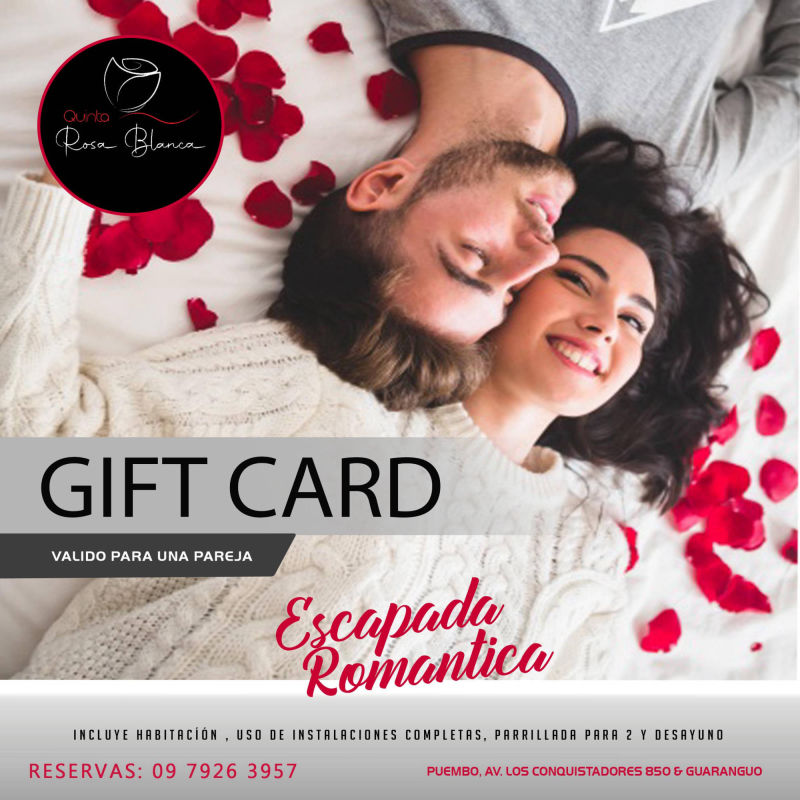 Quinta
Rosa Blanca
GIFT CARD
VALIDO PARA UNA PAREJA
Escapada
Romantica
INCLUYE HABITACÍÓN , USO DE INSTALACIONES COMPLETAS, PARRILLADA PARA 2 Y DESAYUNO
RESERVAS: 09 7926 3957
PUEMBO, AV. LOS CONQUISTADORES 850 & GUARANGUO